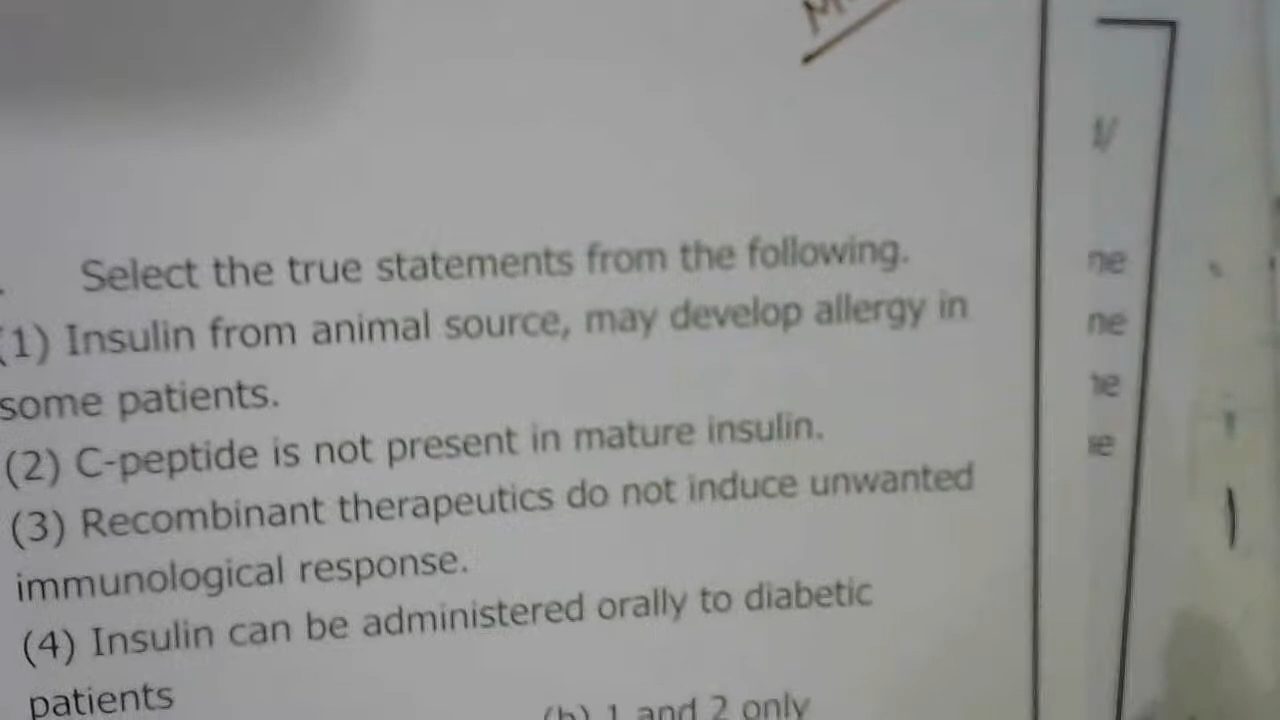 Select the true statements from the following.
(1) Insulin from animal source, may develop allergy in
some patients.
(2) C-peptide is not present in mature insulin.
(3) Recombinant therapeutics do not induce unwanted
immunological response.
(4) Insulin can be administered orally to diabetic
patients
(b) 1 and 2 only
ne
ne